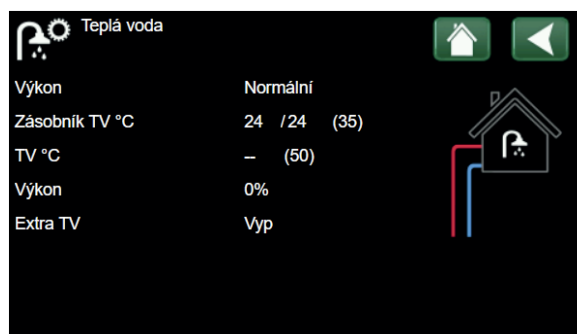 Teplá voda
Výkon Normální
Zásobník TV °C 24 / 24 (35)
TV °C -- (50)
Výkon 0%
Extra TV Vyp